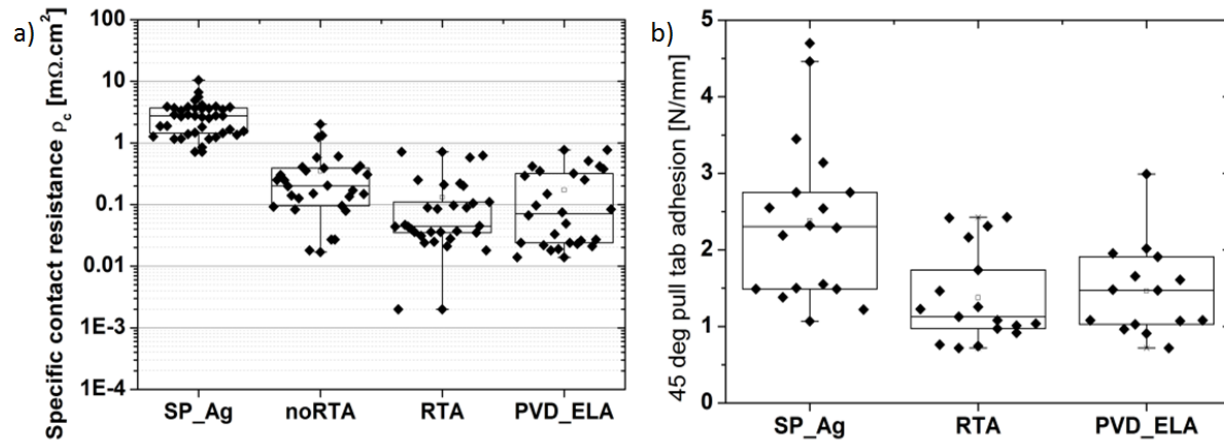 a)
Specific contact resistance ρc [mΩ.cm²]
100
10
1
0.1
0.01
1E-3
1E-4
SP_Ag noRTA RTA PVD_ELA
b)
45 deg pull tab adhesion [N/mm]
5
4
3
2
1
0
SP_Ag RTA PVD_ELA